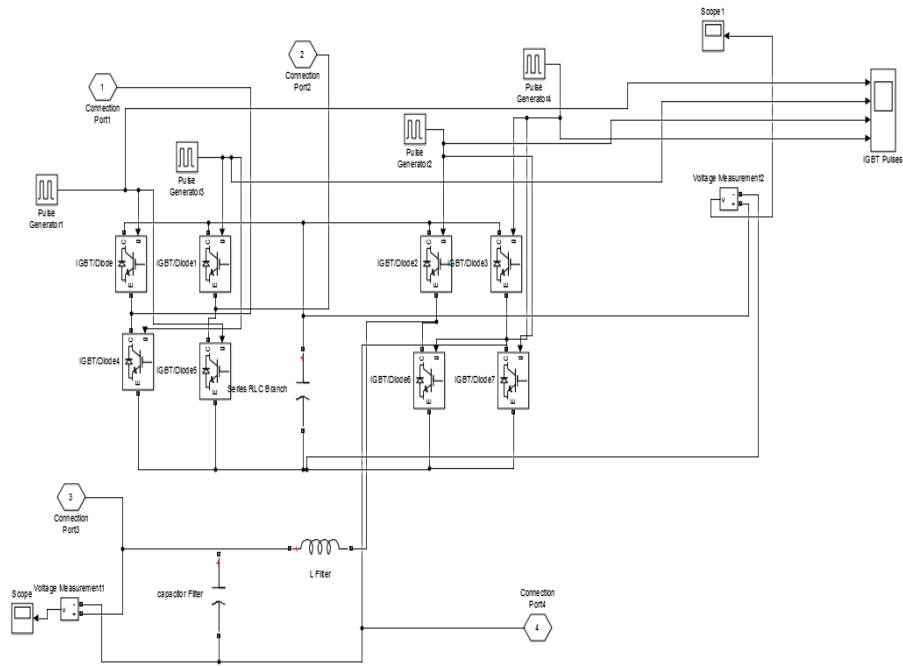 Scope1
2
Connection
Port2
1
Connection
Port1
Pulse
Generator4
Pulse
Generator2
IGBT Pulses
Pulse
Generator3
Pulse
Generator1
Voltage Measurement2
v
-
+
C
g
E
IGBT/Diode
C
g
E
IGBT/Diode1
C
g
E
IGBT/Diode2
C
g
E
IGBT/Diode3
C
g
E
IGBT/Diode4
C
g
E
IGBT/Diode5
+
Series RLC Branch
C
g
E
IGBT/Diode6
C
g
E
IGBT/Diode7
3
Connection
Port3
+
L Filter
+
capacitor Filter
Scope
Voltage Measurement1
v
-
+
Connection
Port4
4